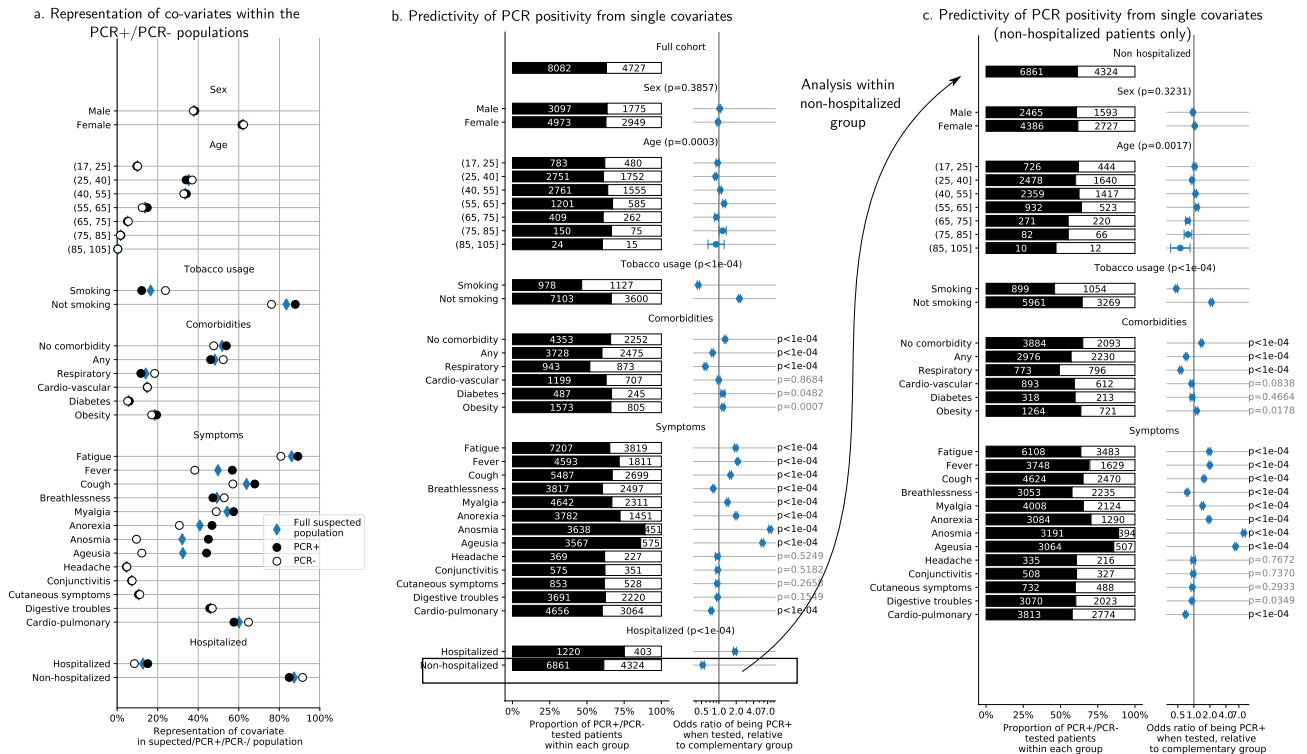 a. Representation of co-variates within the
PCR+/PCR- populations
Sex
Male
Female
Age
(17, 25]
(25, 40]
(40, 55]
(55, 65]
(65, 75]
(75, 85]
(85, 105]
Tobacco usage
Smoking
Not smoking
Comorbidities
No comorbidity
Any
Respiratory
Cardio-vascular
Diabetes
Obesity
Symptoms
Fatigue
Fever
Cough
Breathlessness
Myalgia
Anorexia
Anosmia
Ageusia
Headache
Conjunctivitis
Cutaneous symptoms
Digestive troubles
Cardio-pulmonary
Hospitalized
Hospitalized
Non-hospitalized
Full suspected
population
PCR+
PCR-
0% 20% 40% 60% 80% 100%
Representation of covariate
in supected/PCR+/PCR-/ population
b. Predictivity of PCR positivity from single covariates
Full cohort
8082 4727
Sex (p=0.3857)
Male 3097 1775
Female 4973 2949
Age (p=0.0003)
(17, 25] 783 480
(25, 40] 2751 1752
(40, 55] 2761 1555
(55, 65] 1201 585
(65, 75] 409 262
(75, 85] 150 75
(85, 105] 24 15
Tobacco usage (p<1e-04)
Smoking 978 1127
Not smoking 7103 3600
Comorbidities
No comorbidity 4353 2252 p<1e-04
Any 3728 2475 p<1e-04
Respiratory 943 873 p<1e-04
Cardio-vascular 1199 707 p=0.8684
Diabetes 487 245 p=0.0482
Obesity 1573 805 p=0.0007
Symptoms
Fatigue 7207 3819 p<1e-04
Fever 4593 1811 p<1e-04
Cough 5487 2699 p<1e-04
Breathlessness 3817 2497 p<1e-04
Myalgia 4642 2311 p<1e-04
Anorexia 3782 1451 p<1e-04
Anosmia 3638 451 p<1e-04
Ageusia 3567 575 p<1e-04
Headache 369 227 p=0.5249
Conjunctivitis 575 351 p=0.5182
Cutaneous symptoms 853 528 p=0.2658
Digestive troubles 3691 2220 p=0.1549
Cardio-pulmonary 4656 3064 p<1e-04
Hospitalized (p<1e-04)
Hospitalized 1220 403
Non-hospitalized 6861 4324
0% 25% 50% 75% 100% 0.5 1.0 2.0 4.0 7.0
Proportion of PCR+/PCR-
tested patients
within each group
Odds ratio of being PCR+
when tested, relative
to complementary group
Analysis within
non-hospitalized
group
c. Predictivity of PCR positivity from single covariates
(non-hospitalized patients only)
Non hospitalized
6861 4324
Sex (p=0.3231)
Male 2465 1593
Female 4386 2727
Age (p=0.0017)
(17, 25] 726 444
(25, 40] 2478 1640
(40, 55] 2359 1417
(55, 65] 932 523
(65, 75] 271 220
(75, 85] 82 66
(85, 105] 10 12
Tobacco usage (p<1e-04)
Smoking 899 1054
Not smoking 5961 3269
Comorbidities
No comorbidity 3884 2093 p<1e-04
Any 2976 2230 p<1e-04
Respiratory 773 796 p<1e-04
Cardio-vascular 893 612 p=0.0838
Diabetes 318 213 p=0.4664
Obesity 1264 721 p=0.0178
Symptoms
Fatigue 6108 3483 p<1e-04
Fever 3748 1629 p<1e-04
Cough 4624 2470 p<1e-04
Breathlessness 3053 2235 p<1e-04
Myalgia 4008 2124 p<1e-04
Anorexia 3084 1290 p<1e-04
Anosmia 3191 394 p<1e-04
Ageusia 3064 507 p<1e-04
Headache 335 216 p=0.7672
Conjunctivitis 508 327 p=0.7370
Cutaneous symptoms 732 488 p=0.2933
Digestive troubles 3070 2023 p=0.0349
Cardio-pulmonary 3813 2774 p<1e-04
0% 25% 50% 75% 100% 0.5 1.0 2.0 4.0 7.0
Proportion of PCR+/PCR-
tested patients
within each group
Odds ratio of being PCR+
when tested, relative
to complementary group